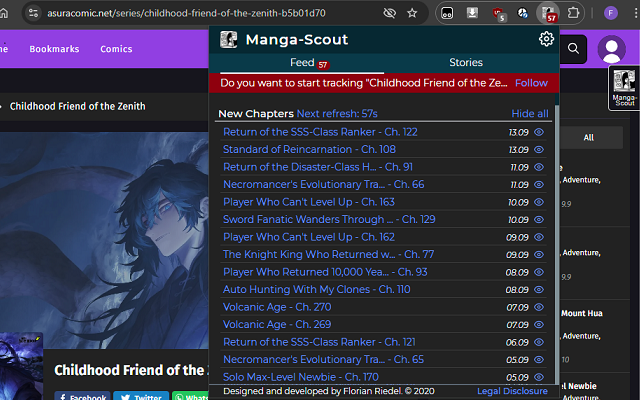 asuracomic.net/series/childhood-friend-of-the-zenith-b5b01d70
5
57
F
me
Bookmarks
Comics
Manga-Scout
Manga-Scout
Feed 57
Stories
Do you want to start tracking "Childhood Friend of the Ze... Follow
Childhood Friend of the Zenith
New Chapters Next refresh: 57s
Hide all
All
Return of the SSS-Class Ranker - Ch. 122 13.09
Standard of Reincarnation - Ch. 108 13.09
Return of the Disaster-Class H... - Ch. 91 11.09
Necromancer's Evolutionary Tra... - Ch. 66 11.09
Player Who Can't Level Up - Ch. 163 10.09
Sword Fanatic Wanders Through ... - Ch. 129 10.09
Player Who Can't Level Up - Ch. 162 09.09
The Knight King Who Returned w... - Ch. 77 09.09
Player Who Returned 10,000 Yea... - Ch. 93 08.09
Auto Hunting With My Clones - Ch. 110 08.09
Volcanic Age - Ch. 270 07.09
Volcanic Age - Ch. 269 07.09
Return of the SSS-Class Ranker - Ch. 121 06.09
Necromancer's Evolutionary Tra... - Ch. 65 05.09
Solo Max-Level Newbie - Ch. 170 05.09
Designed and developed by Florian Riedel. © 2020
Legal Disclosure
, Adventure,
9.9
, Adventure,
9.9
Mount Hua
, Adventure,
10
el Newbie
, Adventure,
Childhood Friend of the
Facebook
Twitter
Whats